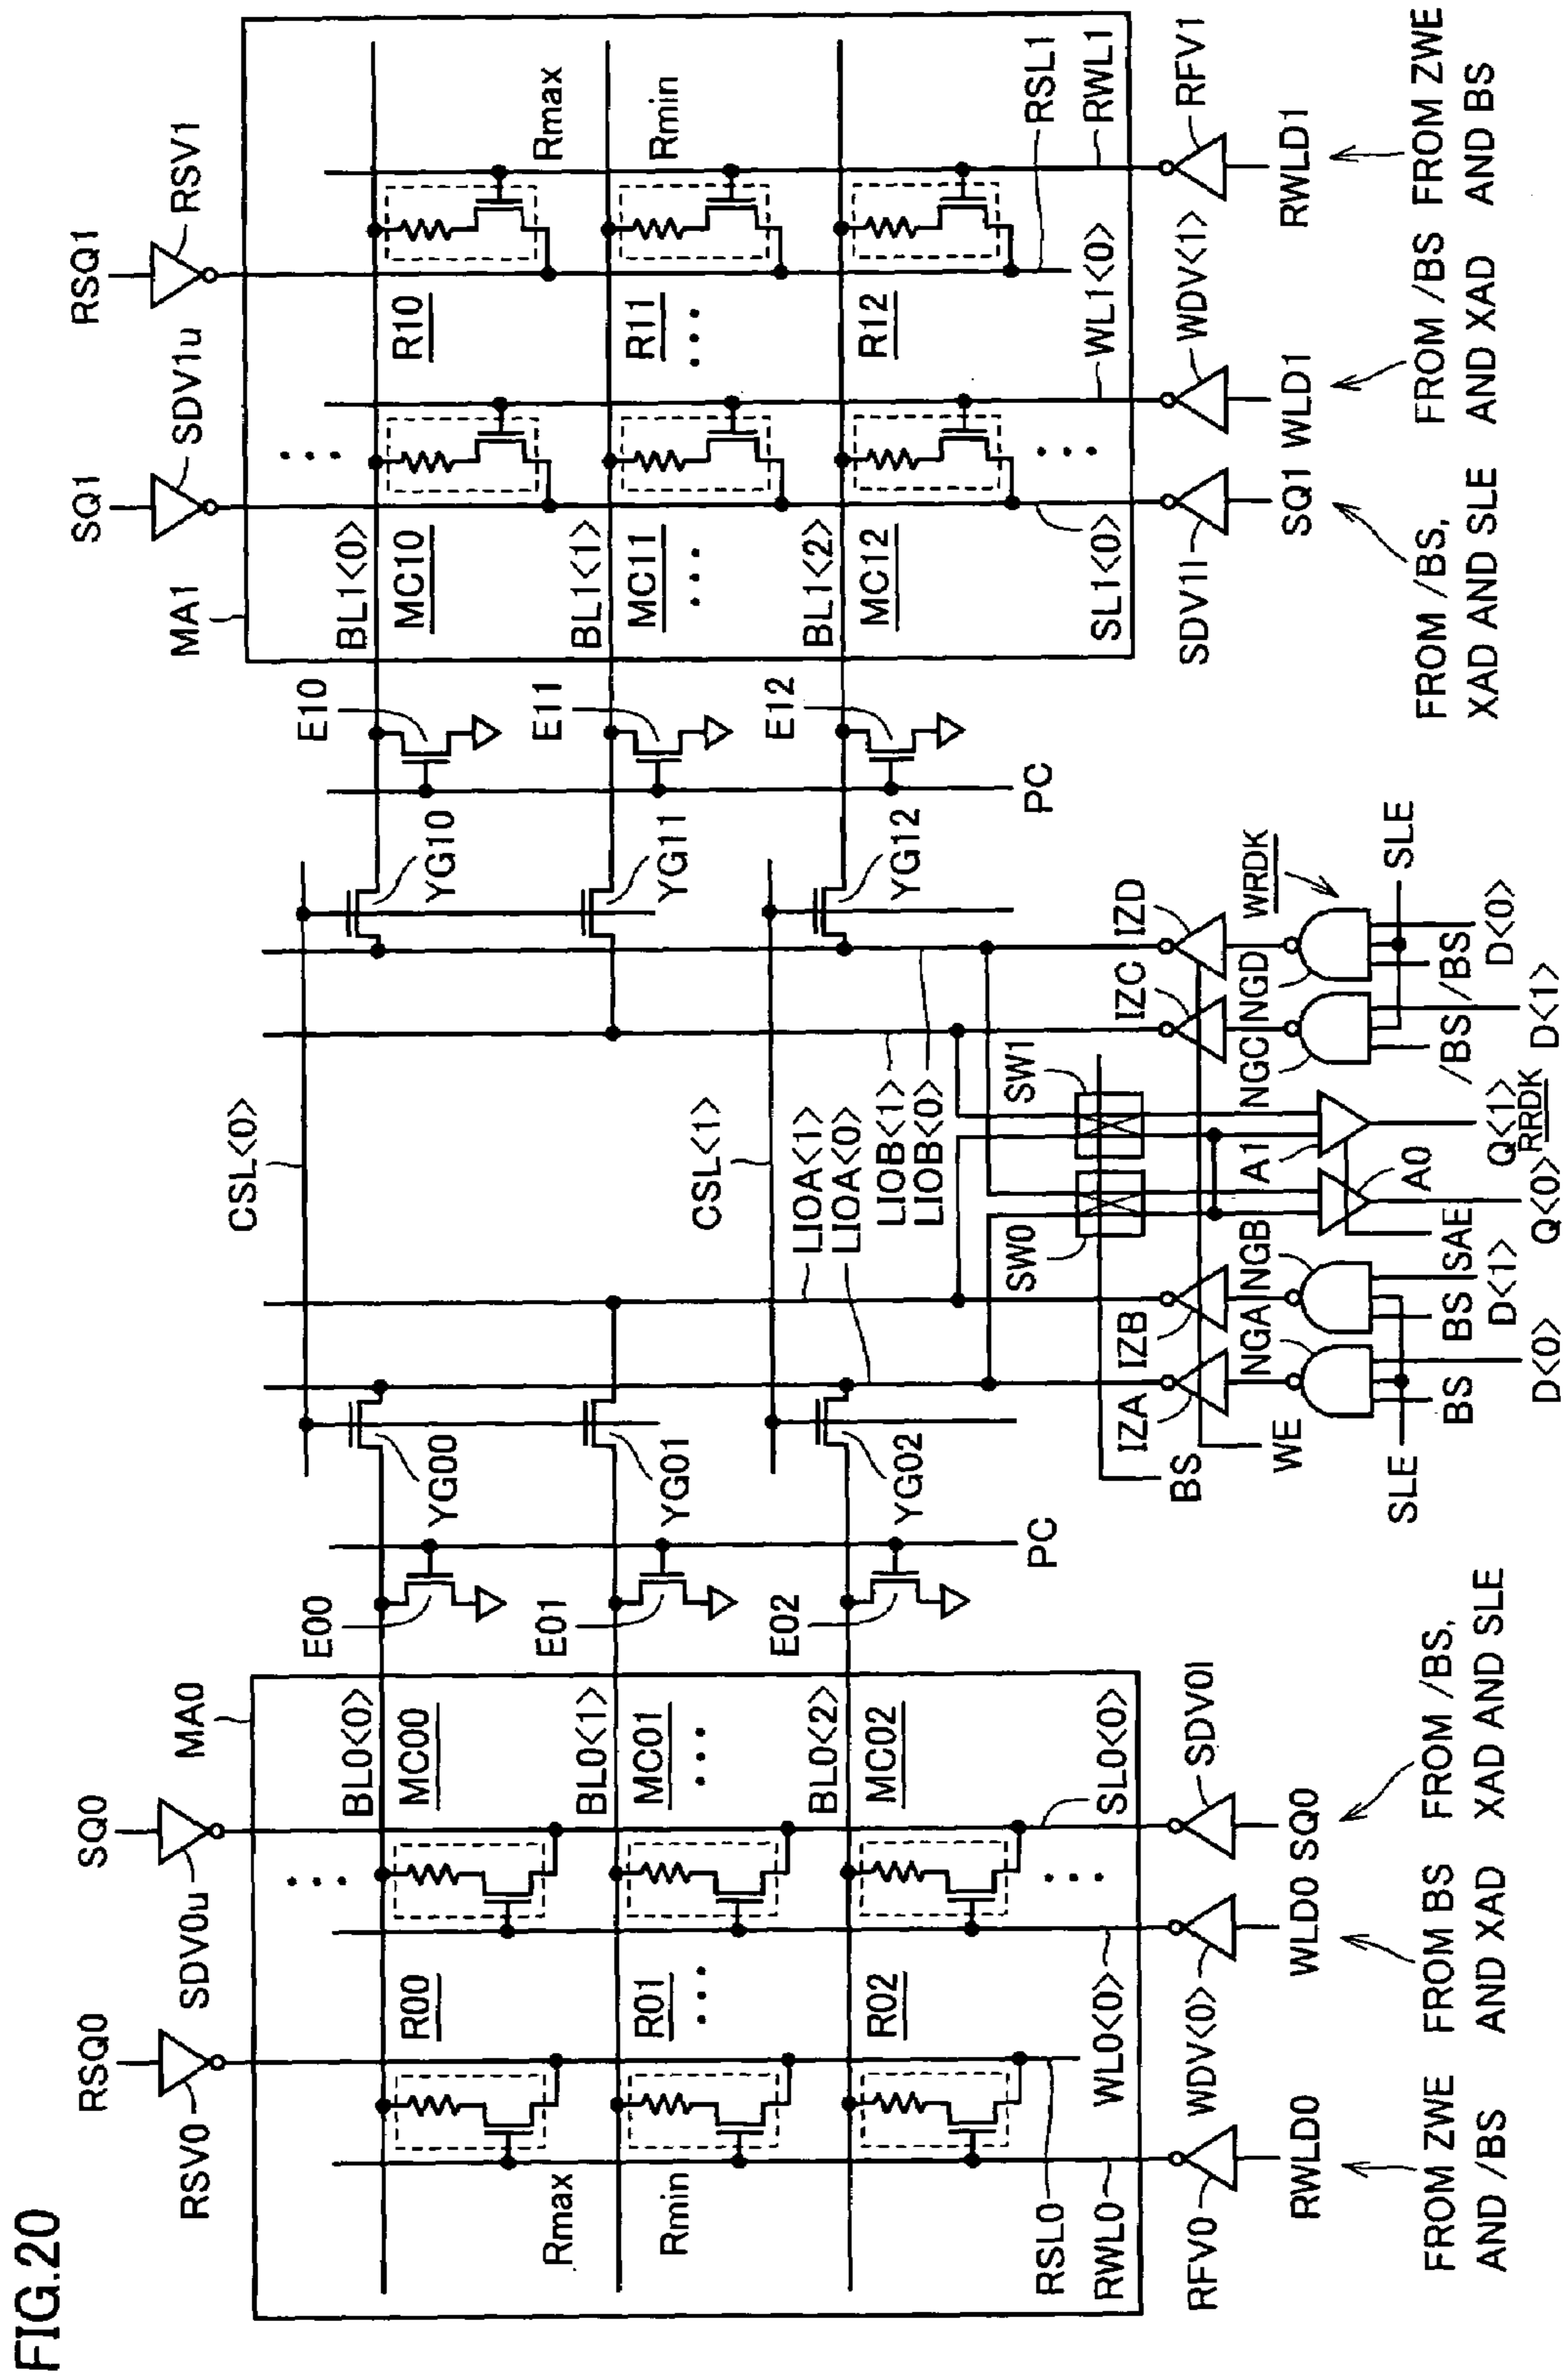 FIG.20
RSQ0
SQ0
SQ1
RSQ1
RSV0
SDV0u
MA0
MA1
SDV1u
RSV1
CSL<0>
BL0<0>
E00
E10
BL1<0>
R00
MC00
YG00
YG10
MC10
R10
Rmax
Rmax
BL0<1>
E01
E11
BL1<1>
R01
MC01
YG01
YG11
MC11
R11
Rmin
Rmin
CSL<1>
BL0<2>
E02
E12
BL1<2>
R02
MC02
YG02
YG12
MC12
R12
LIOA<1>
LIOA<0>
LIOB<1>
LIOB<0>
PC
PC
RSL0
RWL0
WL0<0>
SL0<0>
SL1<0>
WL1<0>
RSL1
RWL1
SW0
SW1
RFV0
WDV<0>
SDV0l
BS
IZA
IZB
IZC
IZD
SDV1l
WDV<1>
RFV1
WE
NGA
NGB
A1
NGC
NGD
WRDK
RWLD0
WLD0
SQ0
SQ1
WLD1
RWLD1
SLE
BS
BS
SAE
A0
/BS
/BS
SLE
D<0>
D<1>
Q<0>
Q<1>
RRDK
D<1>
D<0>
FROM ZWE
AND /BS
FROM BS
AND XAD
FROM /BS,
XAD AND SLE
FROM /BS,
XAD AND SLE
FROM /BS
AND XAD
FROM ZWE
AND BS